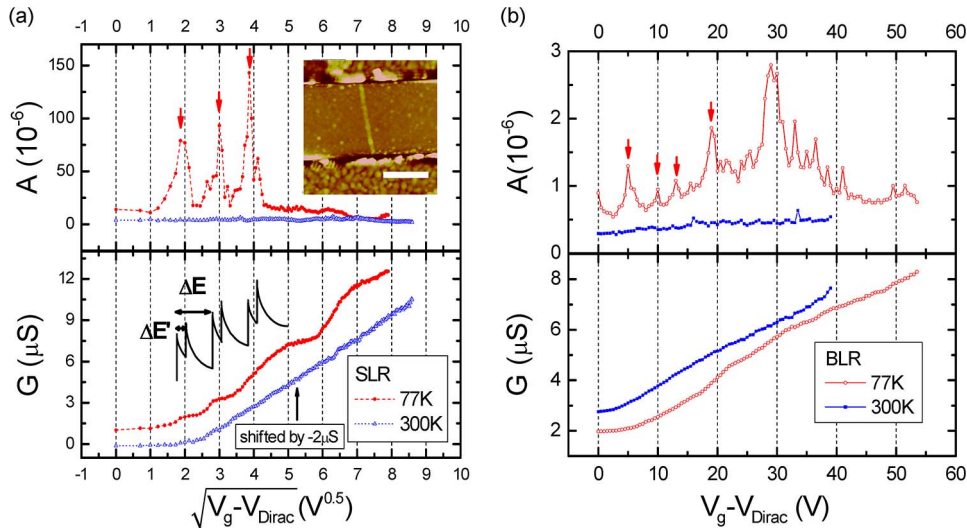 (a)
-1 0 1 2 3 4 5 6 7 8 9 10
150
100
50
0
A (10⁻⁶)
12
9
6
3
0
G (μS)
ΔE
ΔE'
SLR
77K
300K
shifted by -2μS
-1 0 1 2 3 4 5 6 7 8 9 10
√Vg-VDirac (V⁰·⁵)
(b)
0 10 20 30 40 50 60
3
2
1
0
A(10⁻⁶)
8
6
4
2
G (μS)
BLR
77K
300K
0 10 20 30 40 50 60
Vg-VDirac (V)